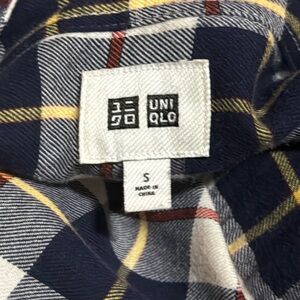 ユニ UNI
クロ QLO
S
MADE IN
CHINA